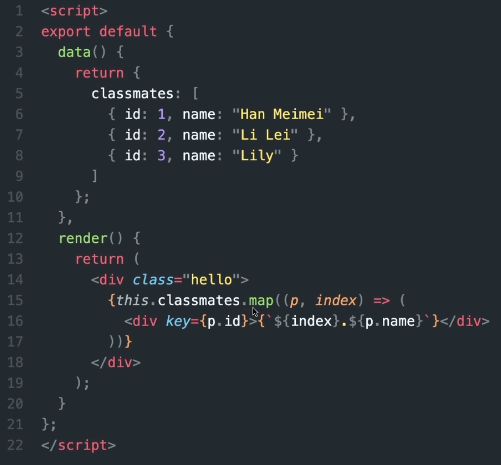 1 <script>
2 export default {
3 data() {
4 return {
5 classmates: [
6 { id: 1, name: "Han Meimei" },
7 { id: 2, name: "Li Lei" },
8 { id: 3, name: "Lily" }
9 ]
10 };
11 },
12 render() {
13 return (
14 <div class="hello">
15 {this.classmates.map((p, index) => (
16 <div key={p.id}>{`${index}.${p.name}`}</div>
17 ))}
18 </div>
19 );
20 }
21 };
22 </script>